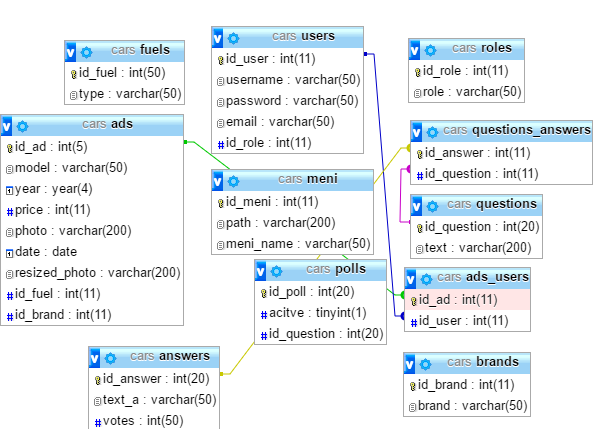 cars fuels
id_fuel : int(50)
type : varchar(50)
cars users
id_user : int(11)
username : varchar(50)
password : varchar(50)
email : varchar(50)
id_role : int(11)
cars roles
id_role : int(11)
role : varchar(50)
cars ads
id_ad : int(5)
model : varchar(50)
year : year(4)
price : int(11)
photo : varchar(200)
date : date
resized_photo : varchar(200)
id_fuel : int(11)
id_brand : int(11)
cars meni
id_meni : int(11)
path : varchar(200)
meni_name : varchar(50)
cars questions_answers
id_answer : int(11)
id_question : int(11)
cars questions
id_question : int(20)
text : varchar(200)
cars polls
id_poll : int(20)
acitve : tinyint(1)
id_question : int(20)
cars ads_users
id_ad : int(11)
id_user : int(11)
cars answers
id_answer : int(20)
text_a : varchar(50)
votes : int(50)
cars brands
id_brand : int(11)
brand : varchar(50)